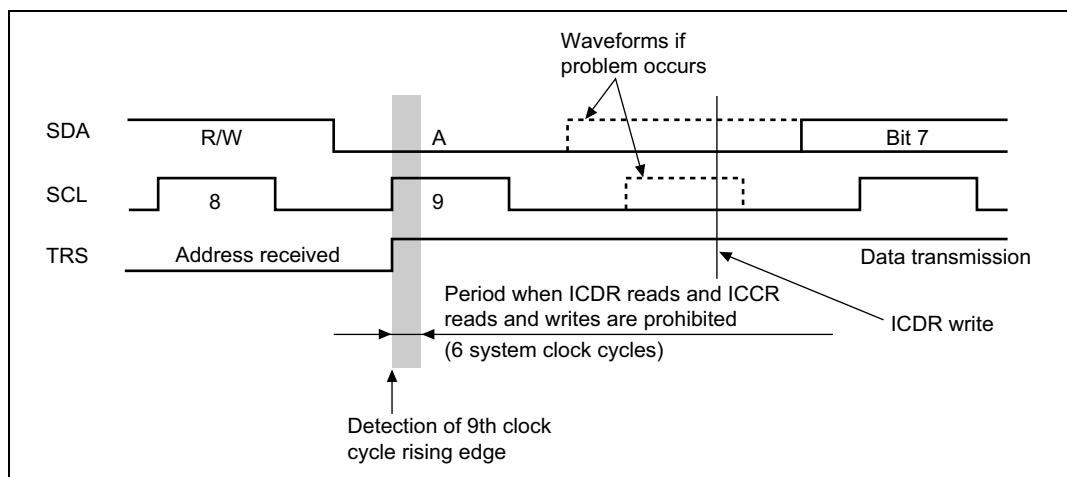 Waveforms if
problem occurs
SDA
R/W
A
Bit 7
SCL
8
9
TRS
Address received
Data transmission
Period when ICDR reads and ICCR
reads and writes are prohibited
(6 system clock cycles)
ICDR write
Detection of 9th clock
cycle rising edge